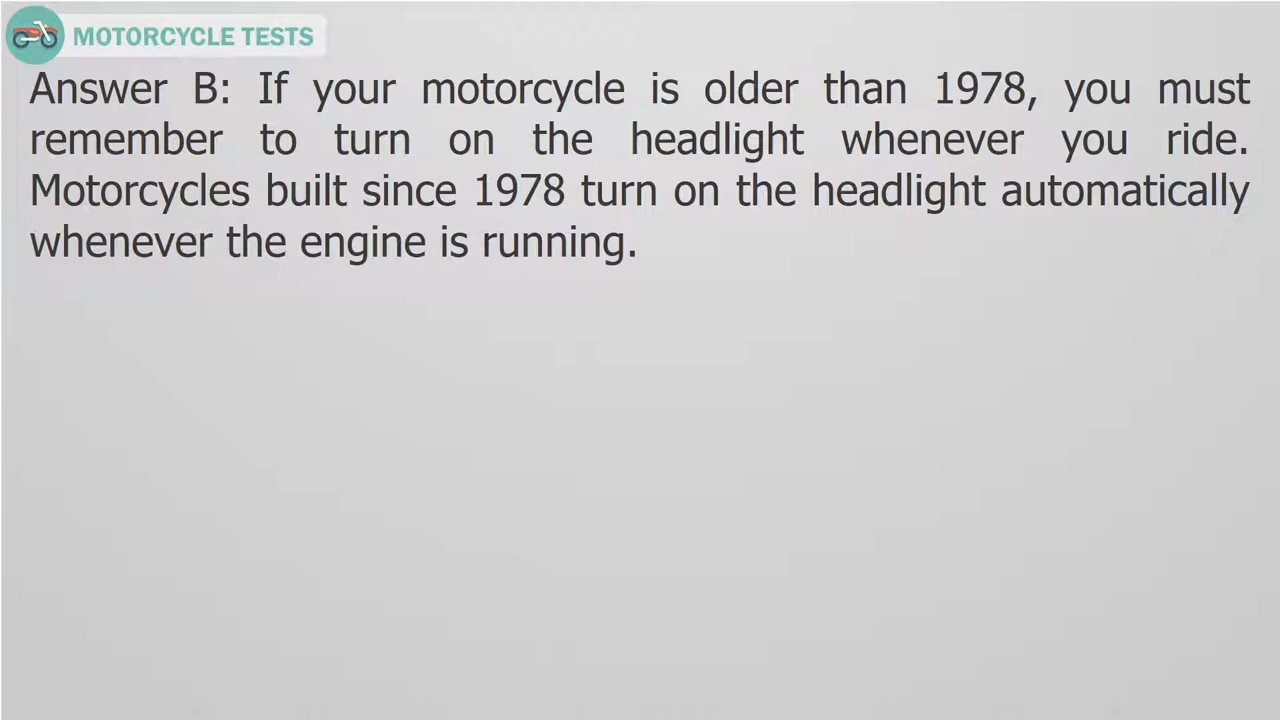 MOTORCYCLE TESTS
Answer B: If your motorcycle is older than 1978, you must
remember to turn on the headlight whenever you ride.
Motorcycles built since 1978 turn on the headlight automatically
whenever the engine is running.